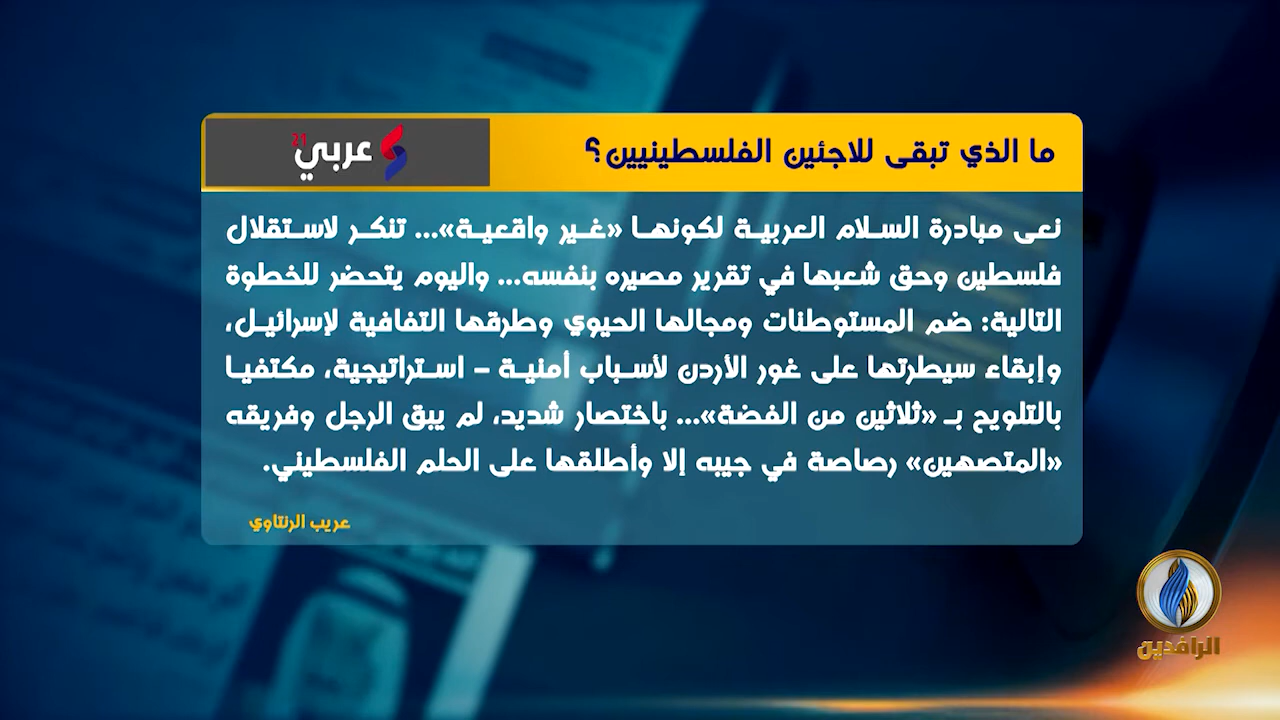 ما الذي تبقى للاجئين الفلسطينيين؟
عربي21
نعى مبادرة السلام العربية لكونها «غير واقعية»... تنكر لاستقلال
فلسطين وحق شعبها في تقرير مصيره بنفسه... واليوم يتحضر للخطوة
التالية: ضم المستوطنات ومجالها الحيوي وطرقها التفافية لإسرائيل،
وإبقاء سيطرتها على غور الأردن لأسباب أمنية – استراتيجية، مكتفيا
بالتلويح بـ «ثلاثين من الفضة»... باختصار شديد، لم يبق الرجل وفريقه
«المتصهين» رصاصة في جيبه إلا وأطلقها على الحلم الفلسطيني.
عريب الرنتاوي
الرافدين